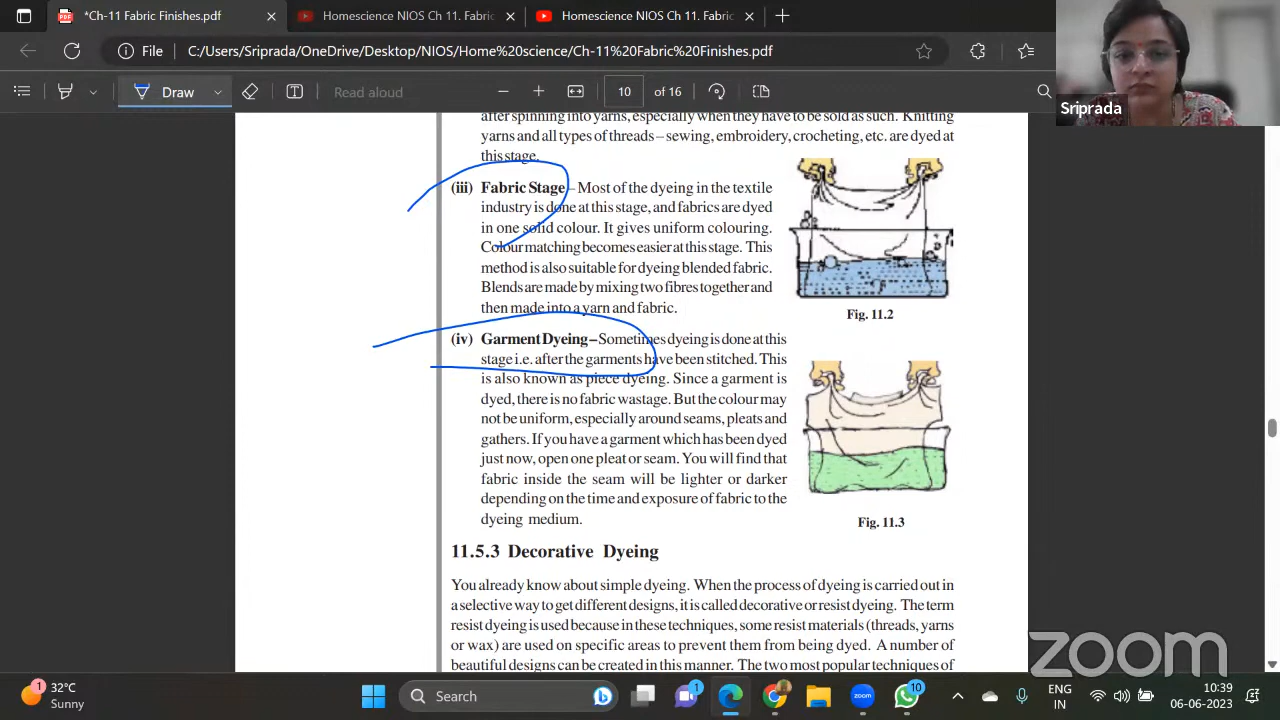 *Ch-11 Fabric Finishes.pdf
Homescience NIOS Ch 11. Fabric
Homescience NIOS Ch 11. Fabric
File
C:/Users/Sriprada/OneDrive/Desktop/NIOS/Home%20science/Ch-11%20Fabric%20Finishes.pdf
Draw
Read aloud
10
of 16
Sriprada
after spinning into yarns, especially when they have to be sold as such. Knitting
yarns and all types of threads – sewing, embroidery, crocheting, etc. are dyed at
this stage.
(iii) Fabric Stage – Most of the dyeing in the textile
industry is done at this stage, and fabrics are dyed
in one solid colour. It gives uniform colouring.
Colour matching becomes easier at this stage. This
method is also suitable for dyeing blended fabric.
Blends are made by mixing two fibres together and
then made into a yarn and fabric.
Fig. 11.2
(iv) Garment Dyeing – Sometimes dyeing is done at this
stage i.e. after the garments have been stitched. This
is also known as piece dyeing. Since a garment is
dyed, there is no fabric wastage. But the colour may
not be uniform, especially around seams, pleats and
gathers. If you have a garment which has been dyed
just now, open one pleat or seam. You will find that
fabric inside the seam will be lighter or darker
depending on the time and exposure of fabric to the
dyeing medium.
Fig. 11.3
11.5.3 Decorative Dyeing
You already know about simple dyeing. When the process of dyeing is carried out in
a selective way to get different designs, it is called decorative or resist dyeing. The term
resist dyeing is used because in these techniques, some resist materials (threads, yarns
or wax) are used on specific areas to prevent them from being dyed. A number of
beautiful designs can be created in this manner. The two most popular techniques of
zoom
1
32°C
Sunny
Search
1
zoom
10
ENG
IN
10:39
06-06-2023